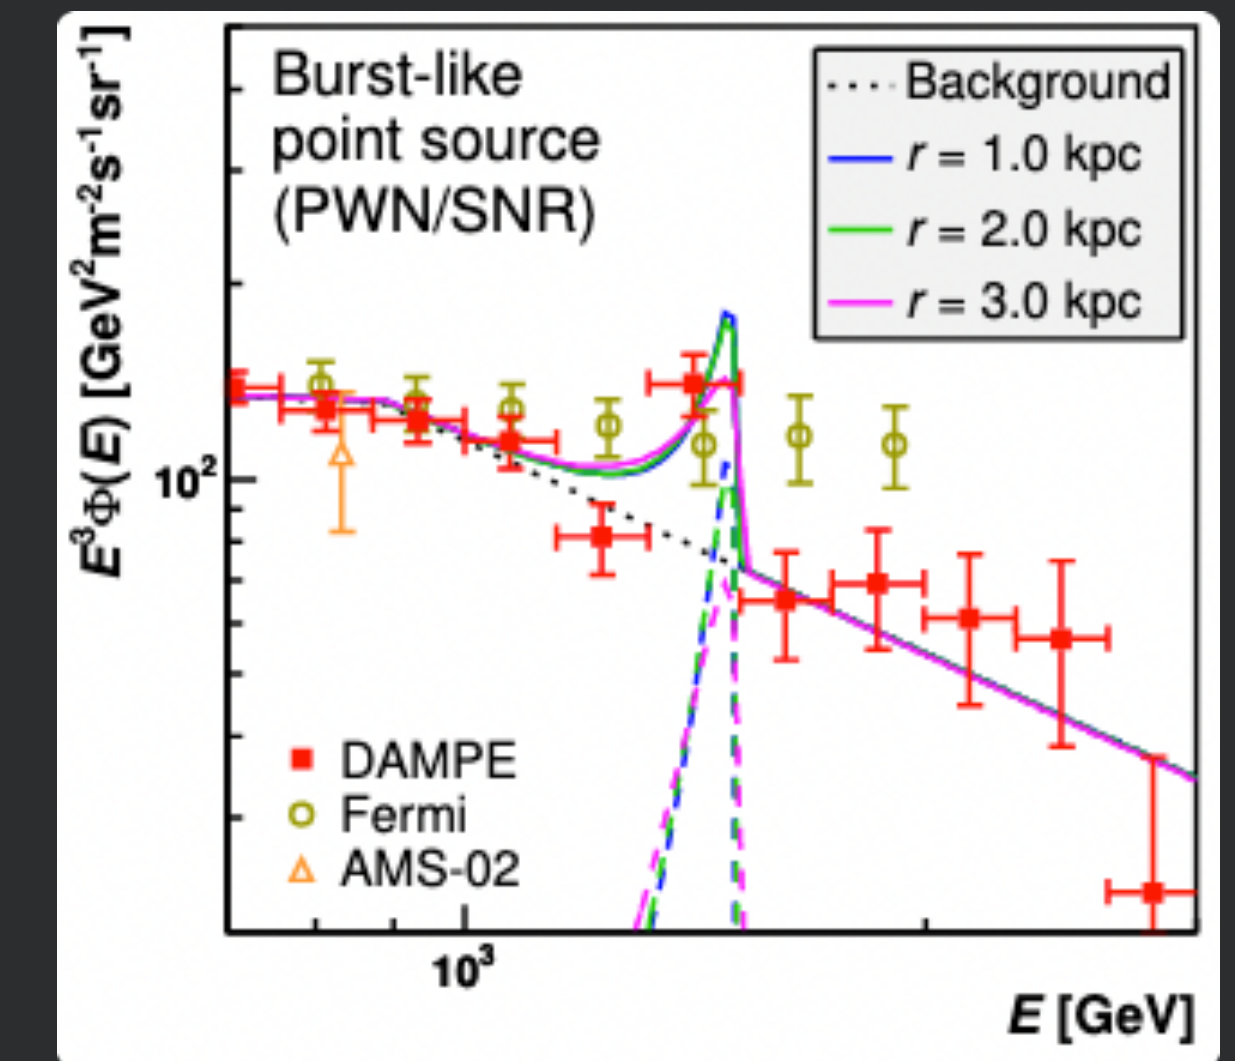 E³Φ(E) [GeV²m⁻²s⁻¹sr⁻¹]
Burst-like
point source
(PWN/SNR)
Background
r = 1.0 kpc
r = 2.0 kpc
r = 3.0 kpc
10²
DAMPE
Fermi
AMS-02
10³
E [GeV]